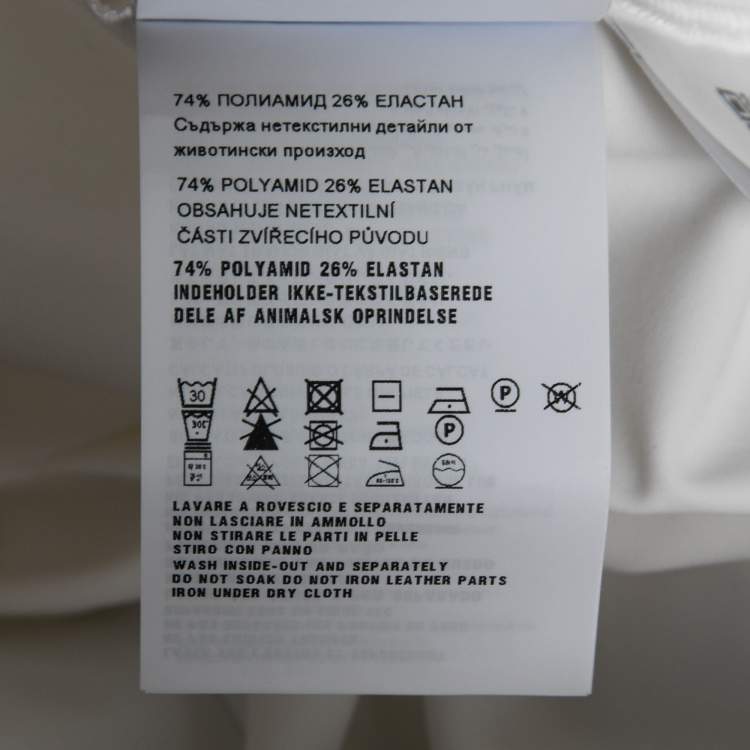 74% ПОЛИАМИД 26% ЕЛАСТАН
Съдържа нетекстилни детайли от
животински произход
74% POLYAMID 26% ELASTAN
OBSAHUJE NETEXTILNÍ
ČÁSTI ZVÍŘECÍHO PŮVODU
74% POLYAMID 26% ELASTAN
INDEHOLDER IKKE-TEKSTILBASEREDE
DELE AF ANIMALSK OPRINDELSE
30 P W
30C P
LAVARE A ROVESCIO E SEPARATAMENTE
NON LASCIARE IN AMMOLLO
NON STIRARE LE PARTI IN PELLE
STIRO CON PANNO
WASH INSIDE-OUT AND SEPARATELY
DO NOT SOAK DO NOT IRON LEATHER PARTS
IRON UNDER DRY CLOTH